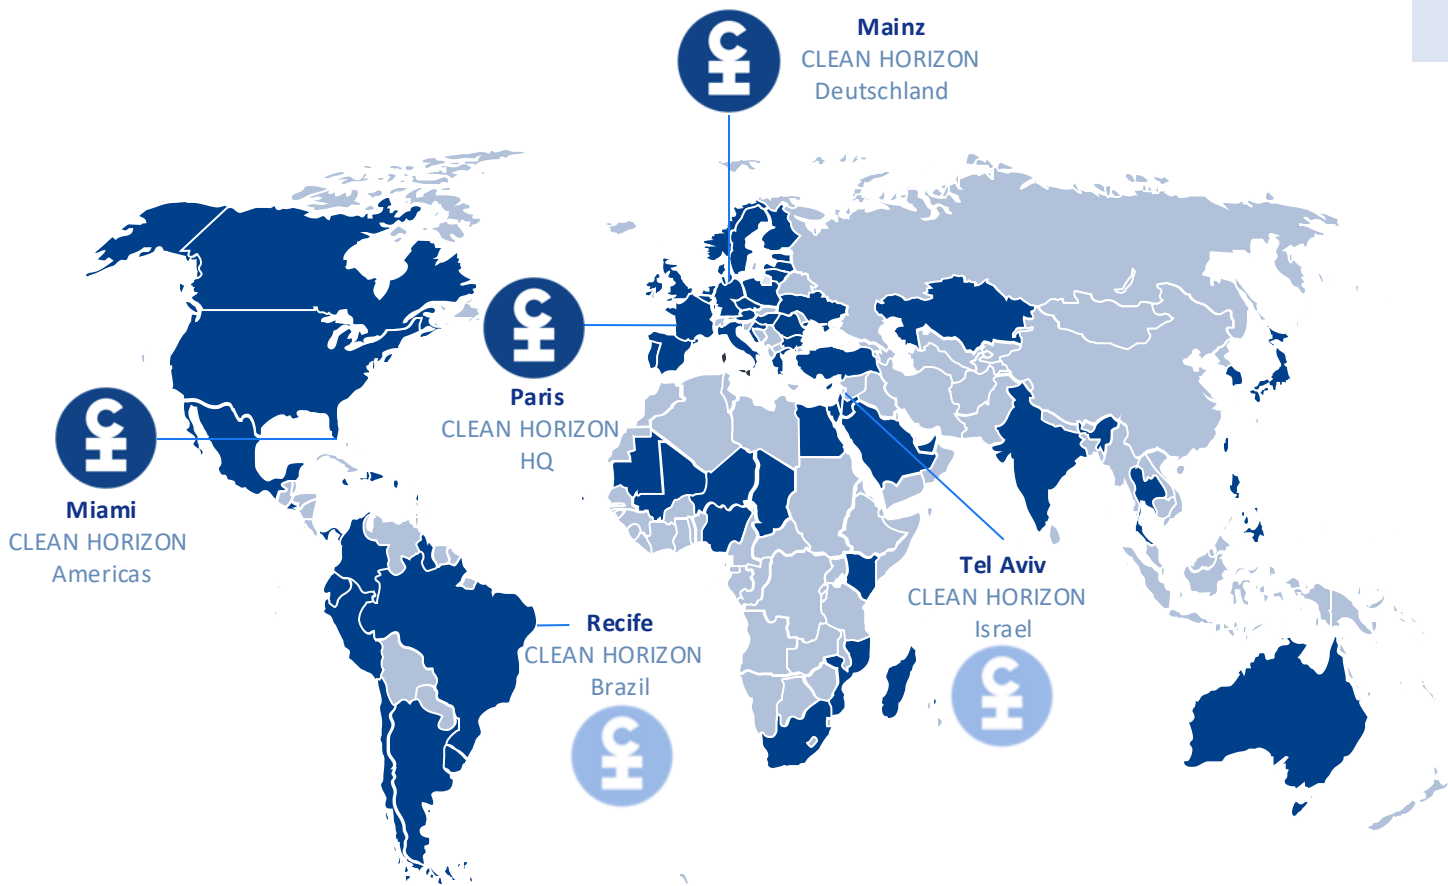 Mainz
CLEAN HORIZON
Deutschland
Paris
CLEAN HORIZON
HQ
Miami
CLEAN HORIZON
Americas
Tel Aviv
CLEAN HORIZON
Israel
Recife
CLEAN HORIZON
Brazil